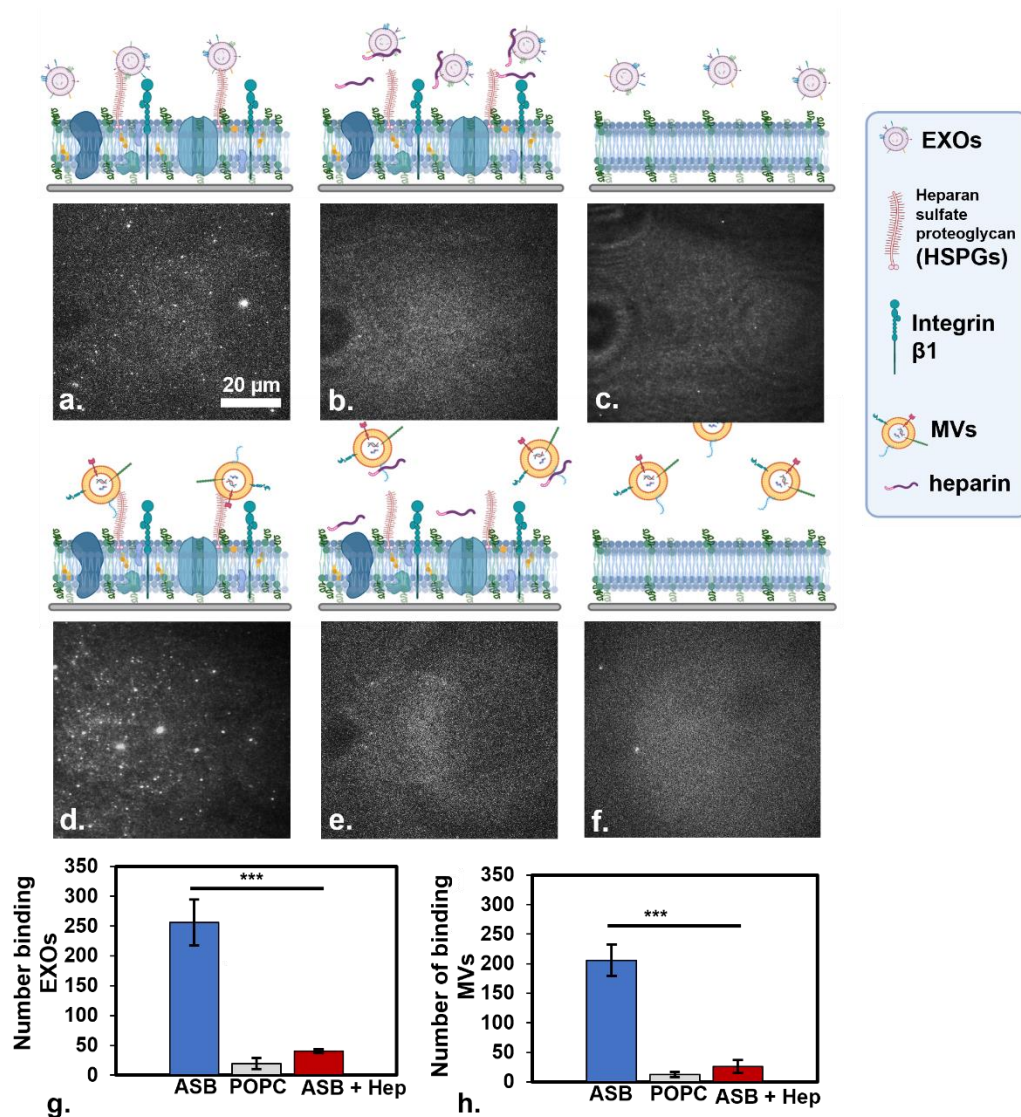 EXOs
Heparan
sulfate
proteoglycan
(HSPGs)
Integrin
β1
MVs
heparin
20 µm
a.
b.
c.
d.
e.
f.
Number binding
EXOs
350
300
250
200
150
100
50
0
***
ASB
POPC
ASB + Hep
g.
Number of binding
MVs
350
300
250
200
150
100
50
0
***
ASB
POPC
ASB + Hep
h.